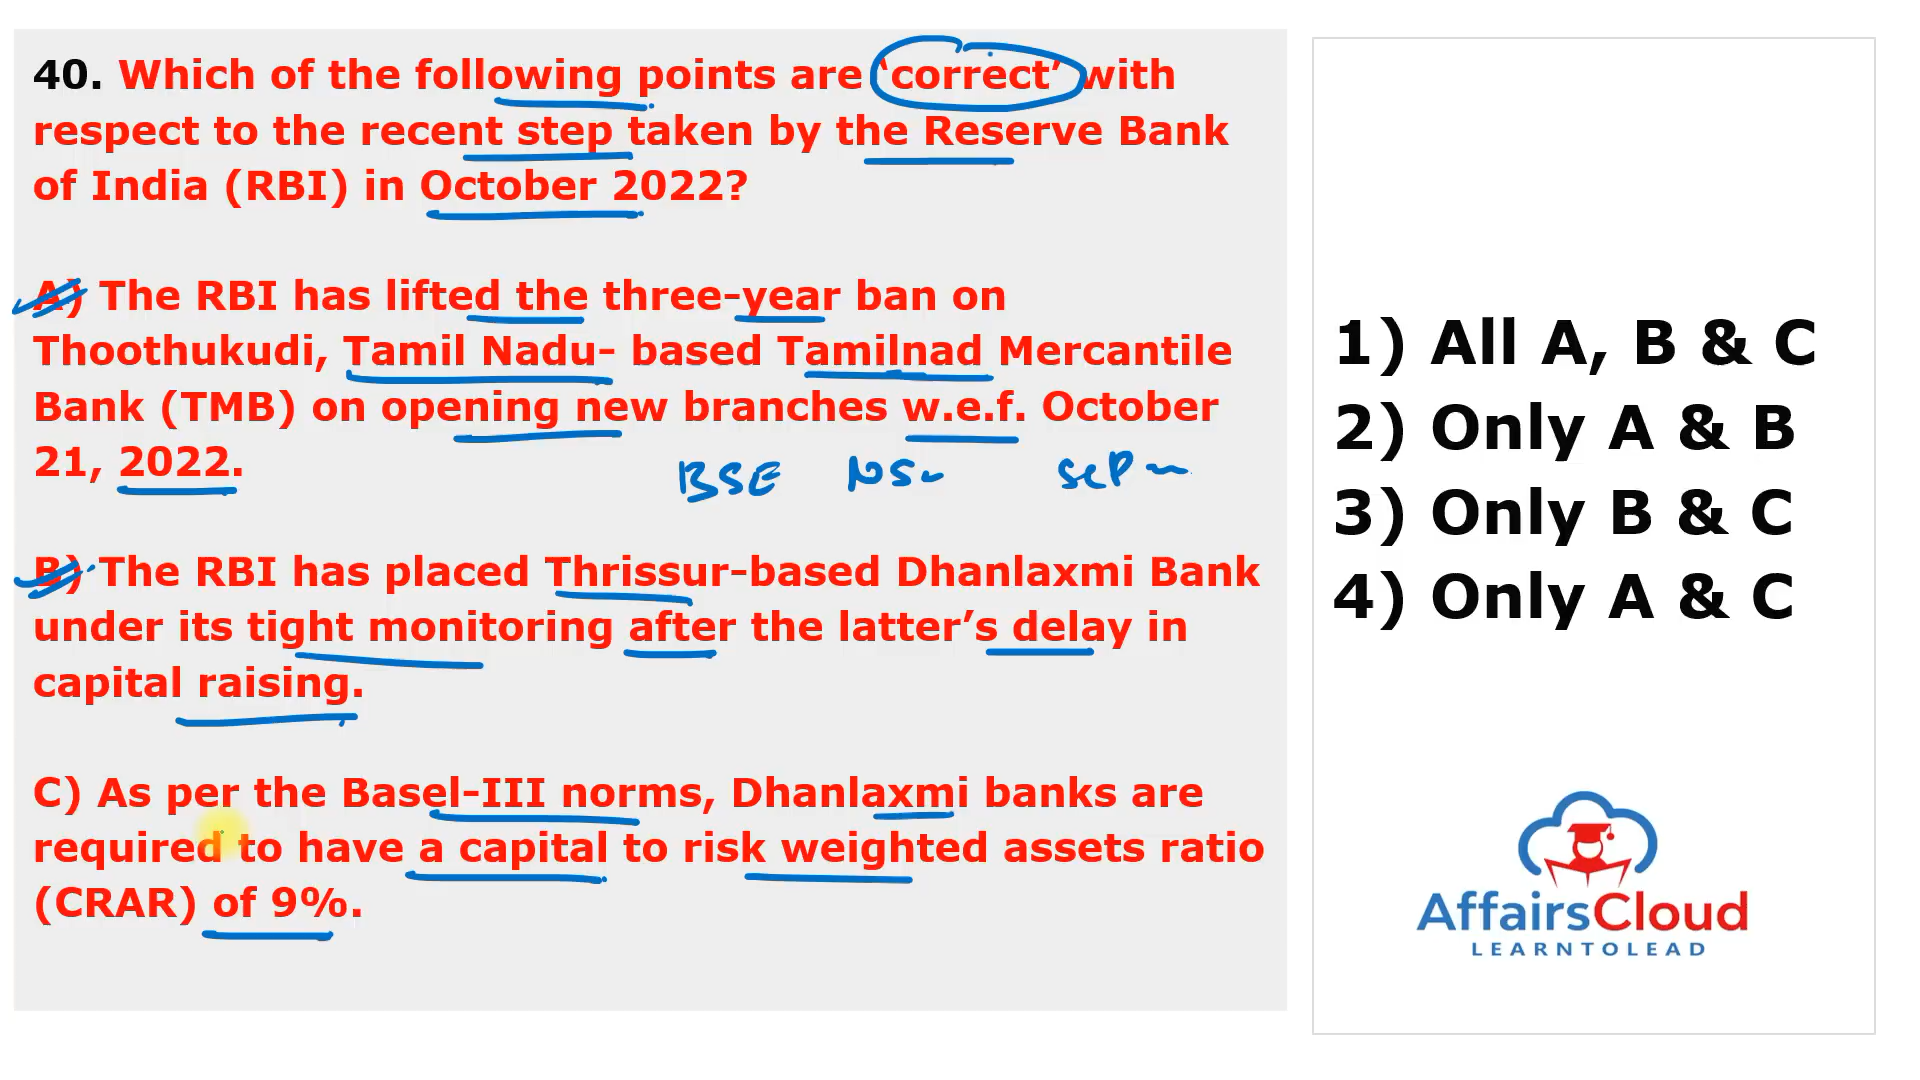 40. Which of the following points are ‘correct’ with
respect to the recent step taken by the Reserve Bank
of India (RBI) in October 2022?
A) The RBI has lifted the three-year ban on
Thoothukudi, Tamil Nadu- based Tamilnad Mercantile
Bank (TMB) on opening new branches w.e.f. October
21, 2022.
BSE
B) The RBI has placed Thrissur-based Dhanlaxmi Bank
under its tight monitoring after the latter’s delay in
capital raising.
C) As per the Basel-III norms, Dhanlaxmi banks are
required to have a capital to risk weighted assets ratio
(CRAR) of 9%.
1) All A, B & C
2) Only A & B
3) Only B & C
4) Only A & C
AffairsCloud
LEARNTOLEAD